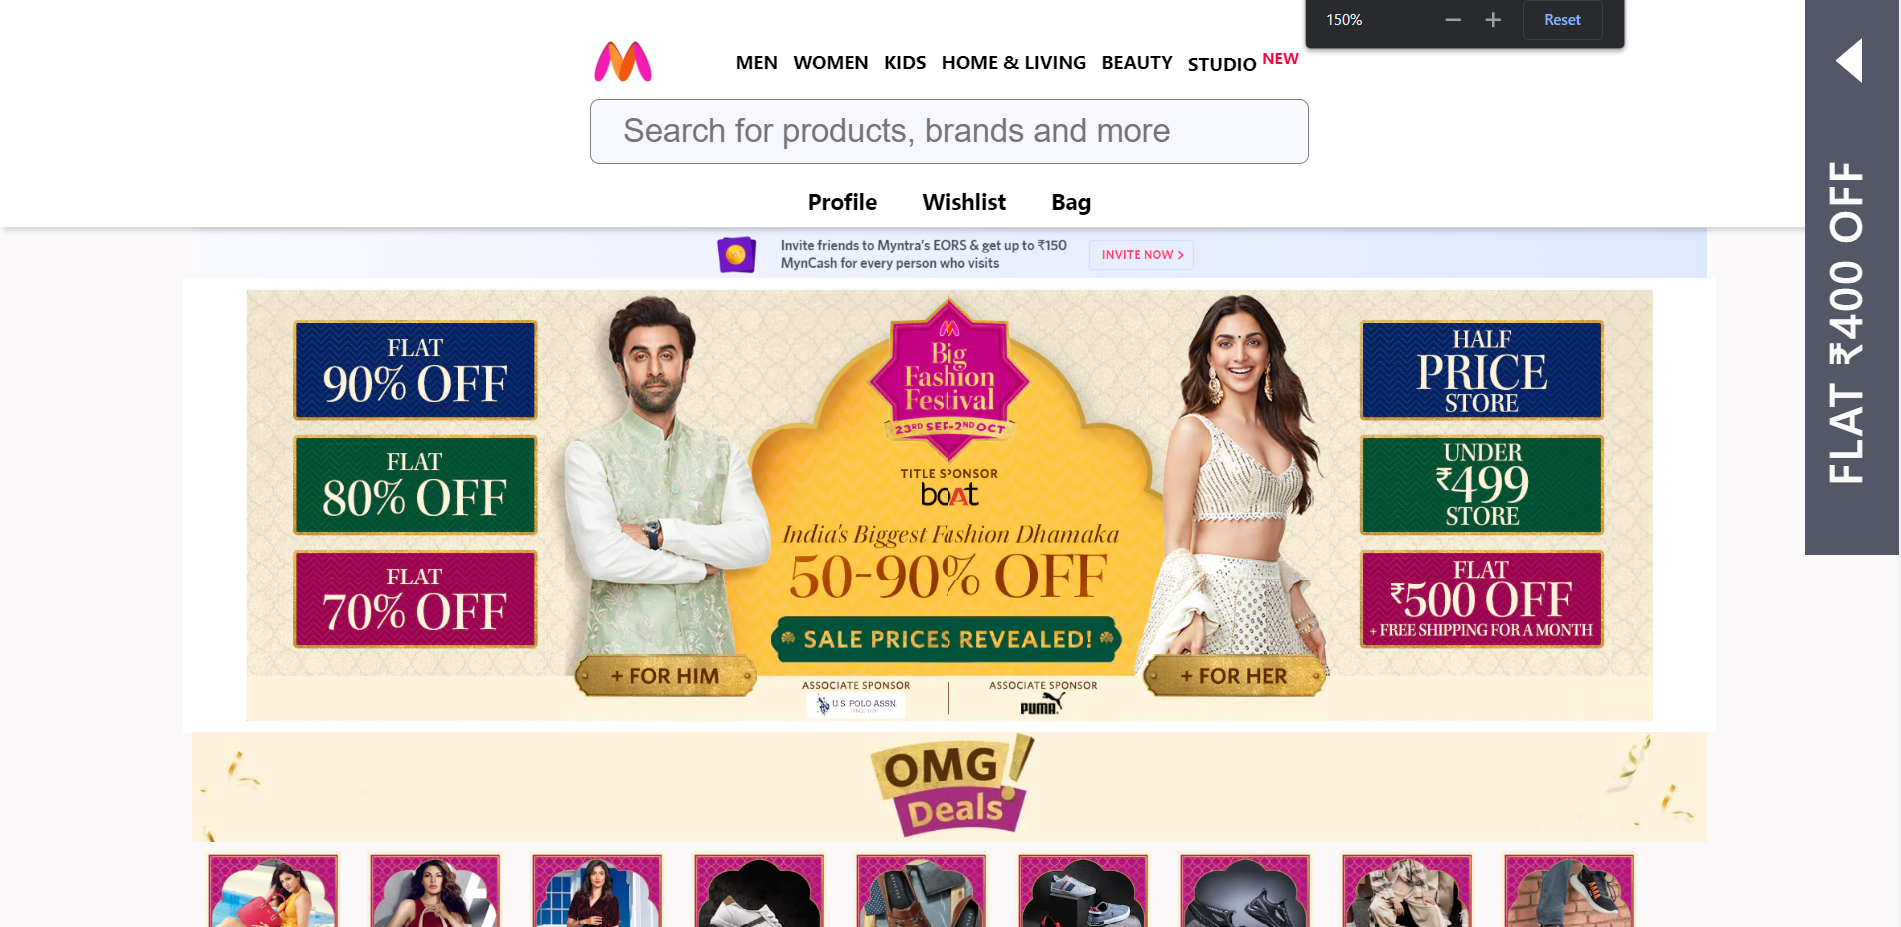 150%
Reset
MEN WOMEN KIDS HOME & LIVING BEAUTY STUDIO NEW
Search for products, brands and more
Profile Wishlist Bag
Invite friends to Myntra's EORS & get up to ₹150
MynCash for every person who visits
INVITE NOW >
FLAT ₹400 OFF
FLAT
90% OFF
FLAT
80% OFF
FLAT
70% OFF
Big
Fashion
Festival
23RD SEP-2ND OCT
TITLE SPONSOR
boAt
India's Biggest Fashion Dhamaka
50-90% OFF
SALE PRICES REVEALED!
+ FOR HIM
+ FOR HER
ASSOCIATE SPONSOR
U.S. POLO ASSN.
ASSOCIATE SPONSOR
PUMA
HALF
PRICE
STORE
UNDER
₹499
STORE
FLAT
₹500 OFF
+ FREE SHIPPING FOR A MONTH
OMG!
Deals